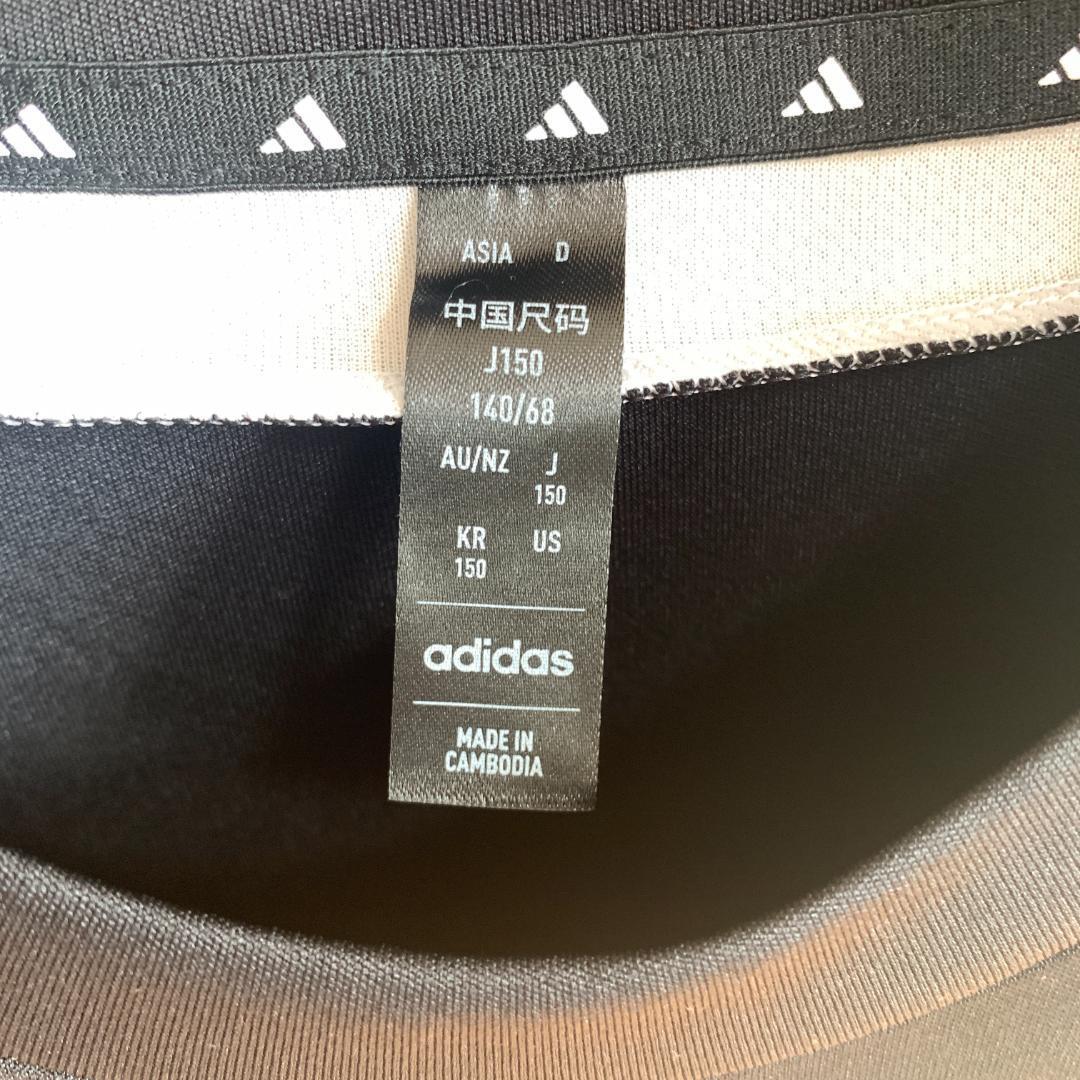 ASIA D
中国尺码
J150
140/68
AU/NZ J
150
KR US
150
adidas
MADE IN
CAMBODIA